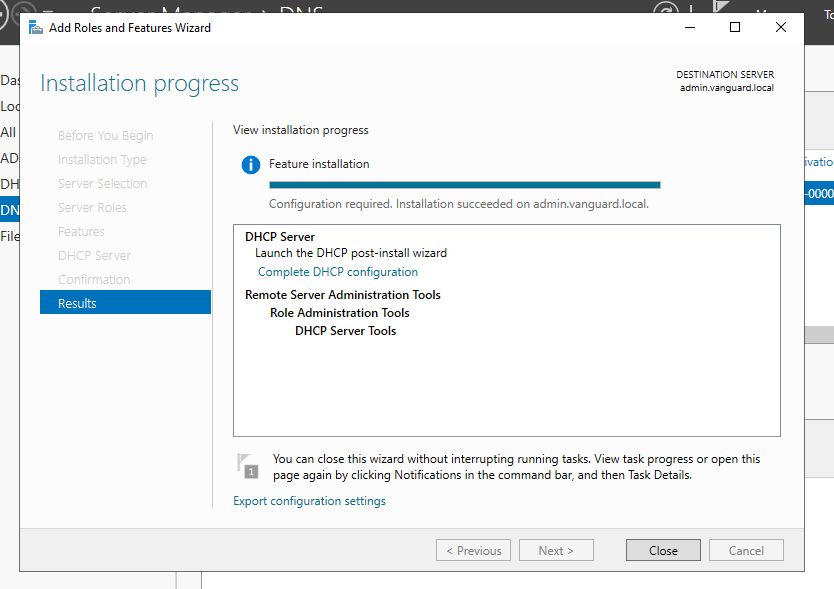 Add Roles and Features Wizard
Installation progress
DESTINATION SERVER
admin.vanguard.local
Before You Begin
Installation Type
Server Selection
Server Roles
Features
DHCP Server
Confirmation
Results
View installation progress
Feature installation
Configuration required. Installation succeeded on admin.vanguard.local.
DHCP Server
Launch the DHCP post-install wizard
Complete DHCP configuration
Remote Server Administration Tools
Role Administration Tools
DHCP Server Tools
1
You can close this wizard without interrupting running tasks. View task progress or open this
page again by clicking Notifications in the command bar, and then Task Details.
Export configuration settings
< Previous
Next >
Close
Cancel
Das
Loc
All
AD
DH
DN
File
To
ivatio
-0000